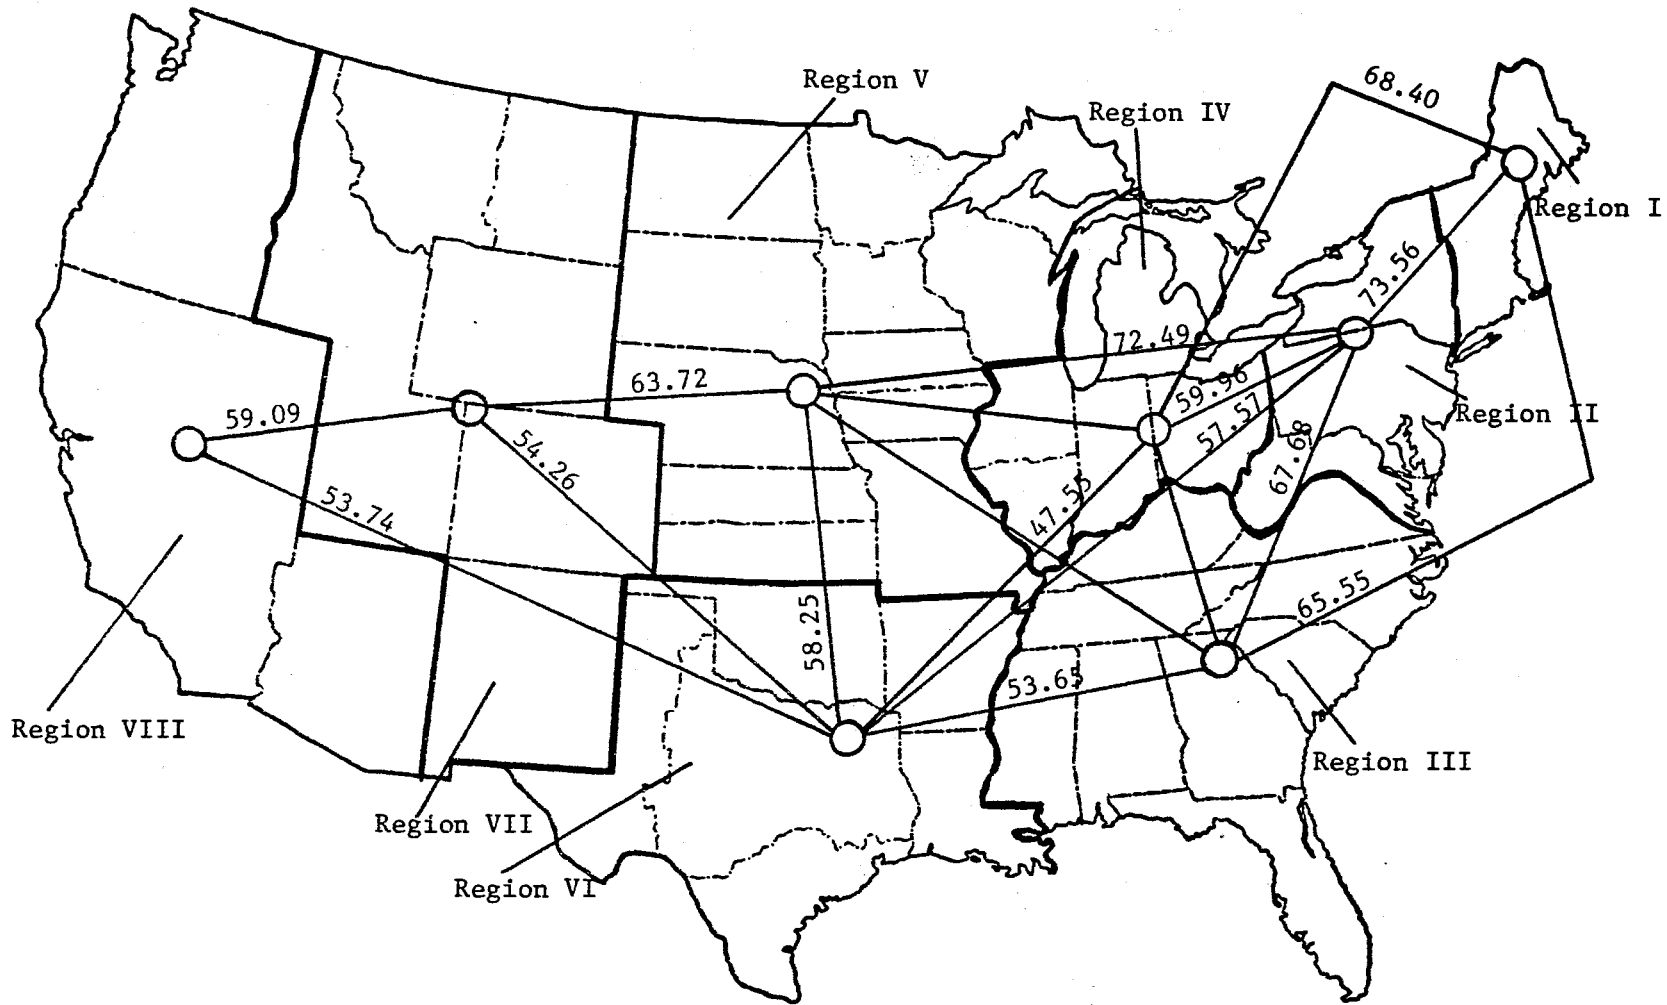 68.40
Region V
Region IV
Region I
73.56
72.49
63.72
59.96
59.09
57.57
Region II
54.26
67.68
53.74
47.55
65.55
58.25
53.65
Region VIII
Region III
Region VII
Region VI